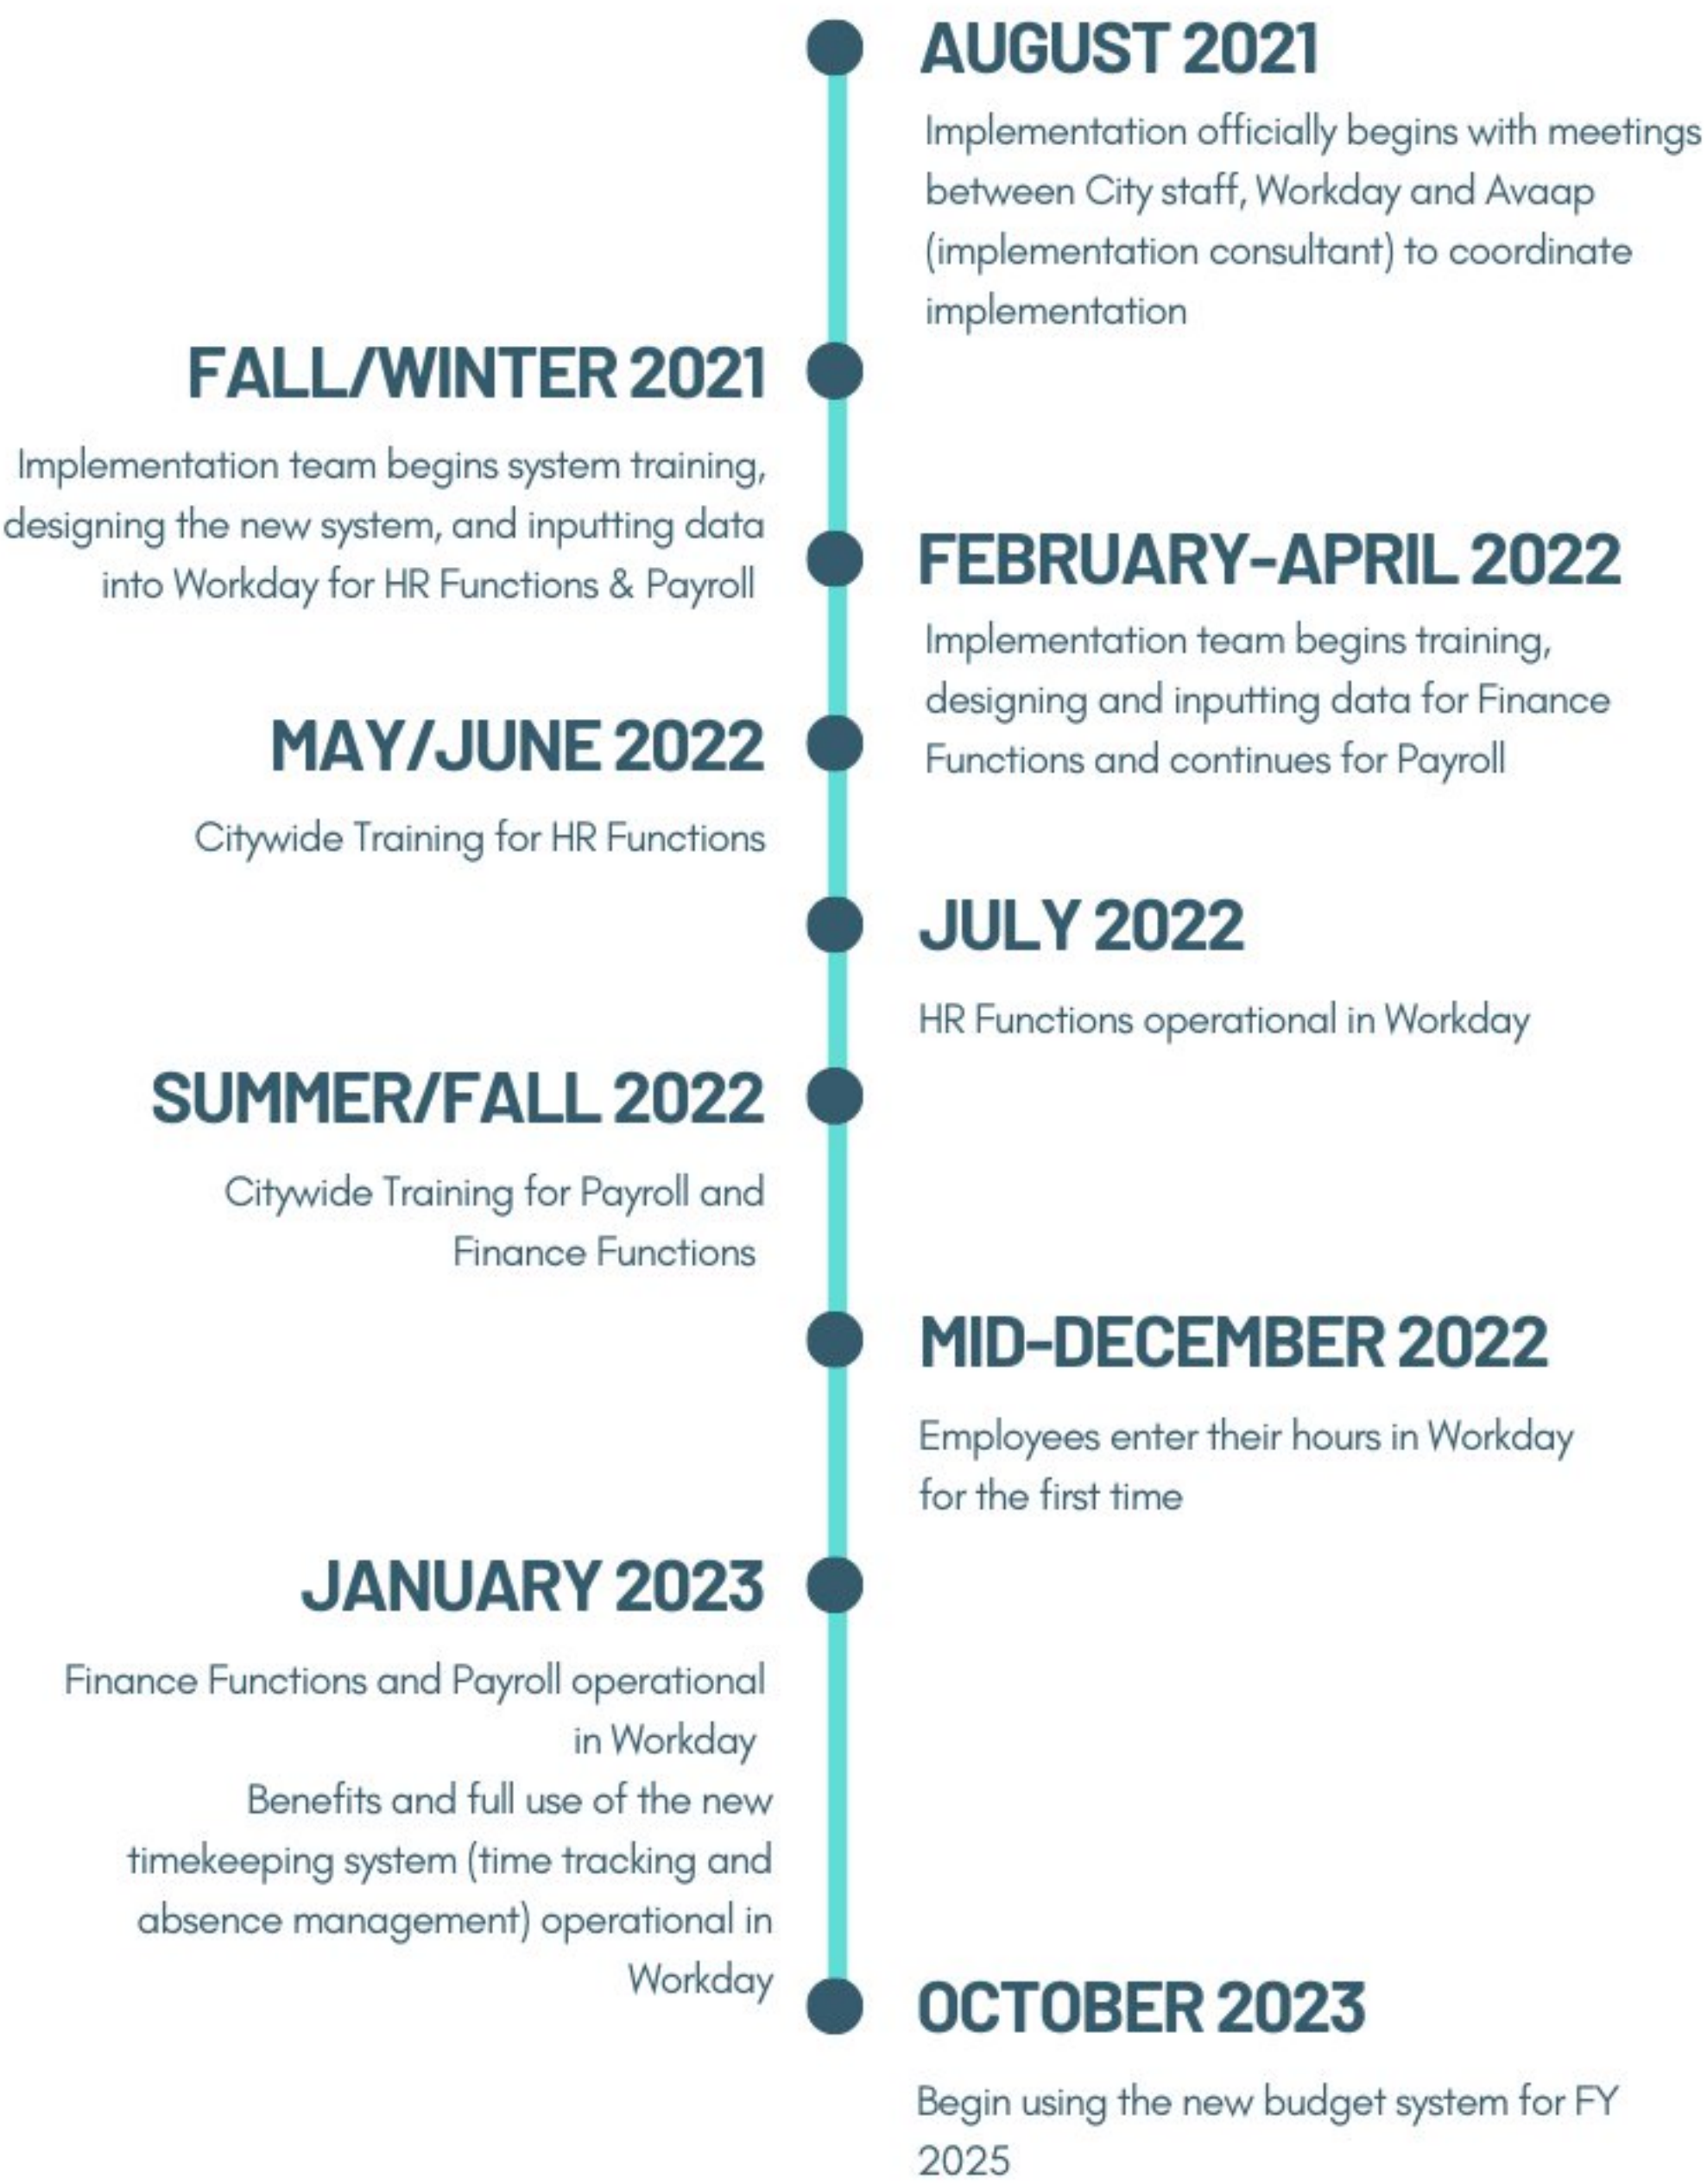 AUGUST 2021
Implementation officially begins with meetings
between City staff, Workday and Avaap
(implementation consultant) to coordinate
implementation
FALL/WINTER 2021
Implementation team begins system training,
designing the new system, and inputting data
into Workday for HR Functions & Payroll
FEBRUARY-APRIL 2022
Implementation team begins training,
designing and inputting data for Finance
Functions and continues for Payroll
MAY/JUNE 2022
Citywide Training for HR Functions
JULY 2022
HR Functions operational in Workday
SUMMER/FALL 2022
Citywide Training for Payroll and
Finance Functions
MID-DECEMBER 2022
Employees enter their hours in Workday
for the first time
JANUARY 2023
Finance Functions and Payroll operational
in Workday
Benefits and full use of the new
timekeeping system (time tracking and
absence management) operational in
Workday
OCTOBER 2023
Begin using the new budget system for FY
2025